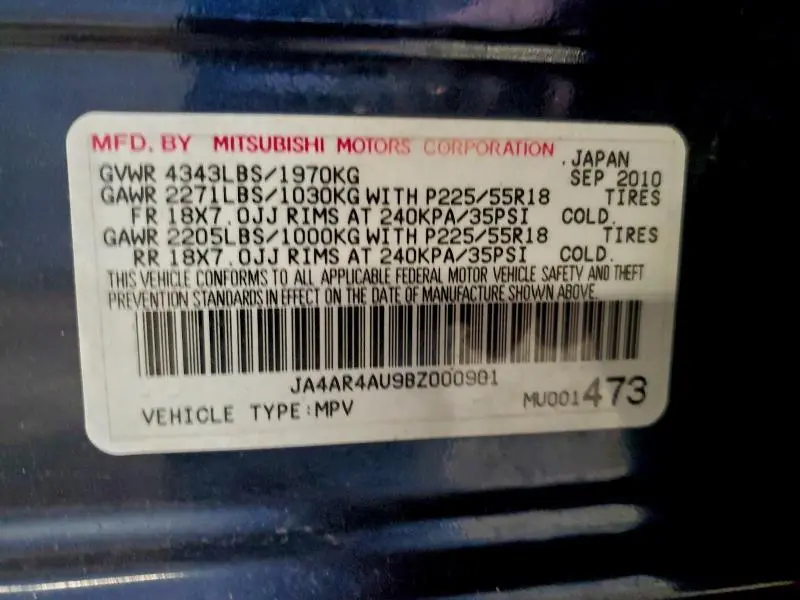 MFD. BY MITSUBISHI MOTORS CORPORATION
. JAPAN
GVWR 4343LBS/1970KG SEP 2010
GAWR 2271LBS/1030KG WITH P225/55R18 TIRES
FR 18X7.0JJ RIMS AT 240KPA/35PSI COLD.
GAWR 2205LBS/1000KG WITH P225/55R18 TIRES
RR 18X7.0JJ RIMS AT 240KPA/35PSI COLD.
THIS VEHICLE CONFORMS TO ALL APPLICABLE FEDERAL MOTOR VEHICLE SAFETY AND THEFT
PREVENTION STANDARDS IN EFFECT ON THE DATE OF MANUFACTURE SHOWN ABOVE.
JA4AR4AU9BZ000901
VEHICLE TYPE:MPV MU001473